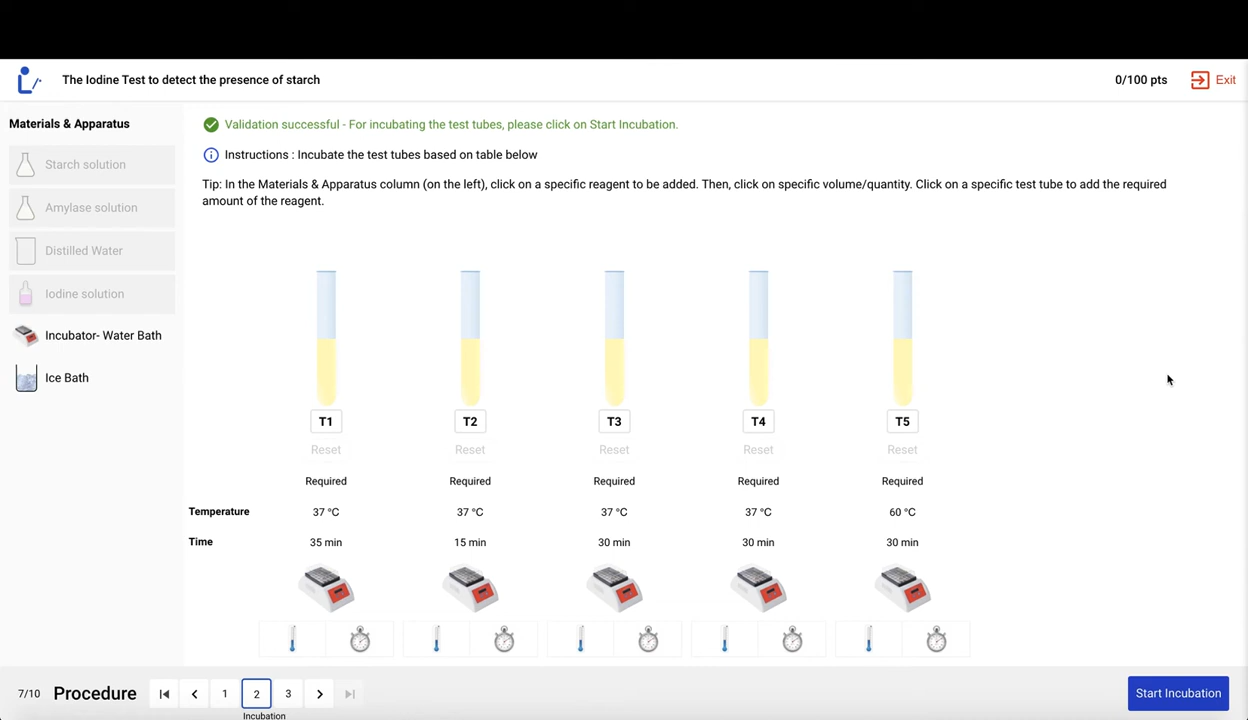 The Iodine Test to detect the presence of starch
0/100 pts
Exit
Materials & Apparatus
Starch solution
Amylase solution
Distilled Water
Iodine solution
Incubator- Water Bath
Ice Bath
Validation successful - For incubating the test tubes, please click on Start Incubation.
Instructions : Incubate the test tubes based on table below
Tip: In the Materials & Apparatus column (on the left), click on a specific reagent to be added. Then, click on specific volume/quantity. Click on a specific test tube to add the required
amount of the reagent.
T1 T2 T3 T4 T5
Reset Reset Reset Reset Reset
Required Required Required Required Required
Temperature 37 °C 37 °C 37 °C 37 °C 60 °C
Time 35 min 15 min 30 min 30 min 30 min
7/10 Procedure 1 2 3 Start Incubation
Incubation